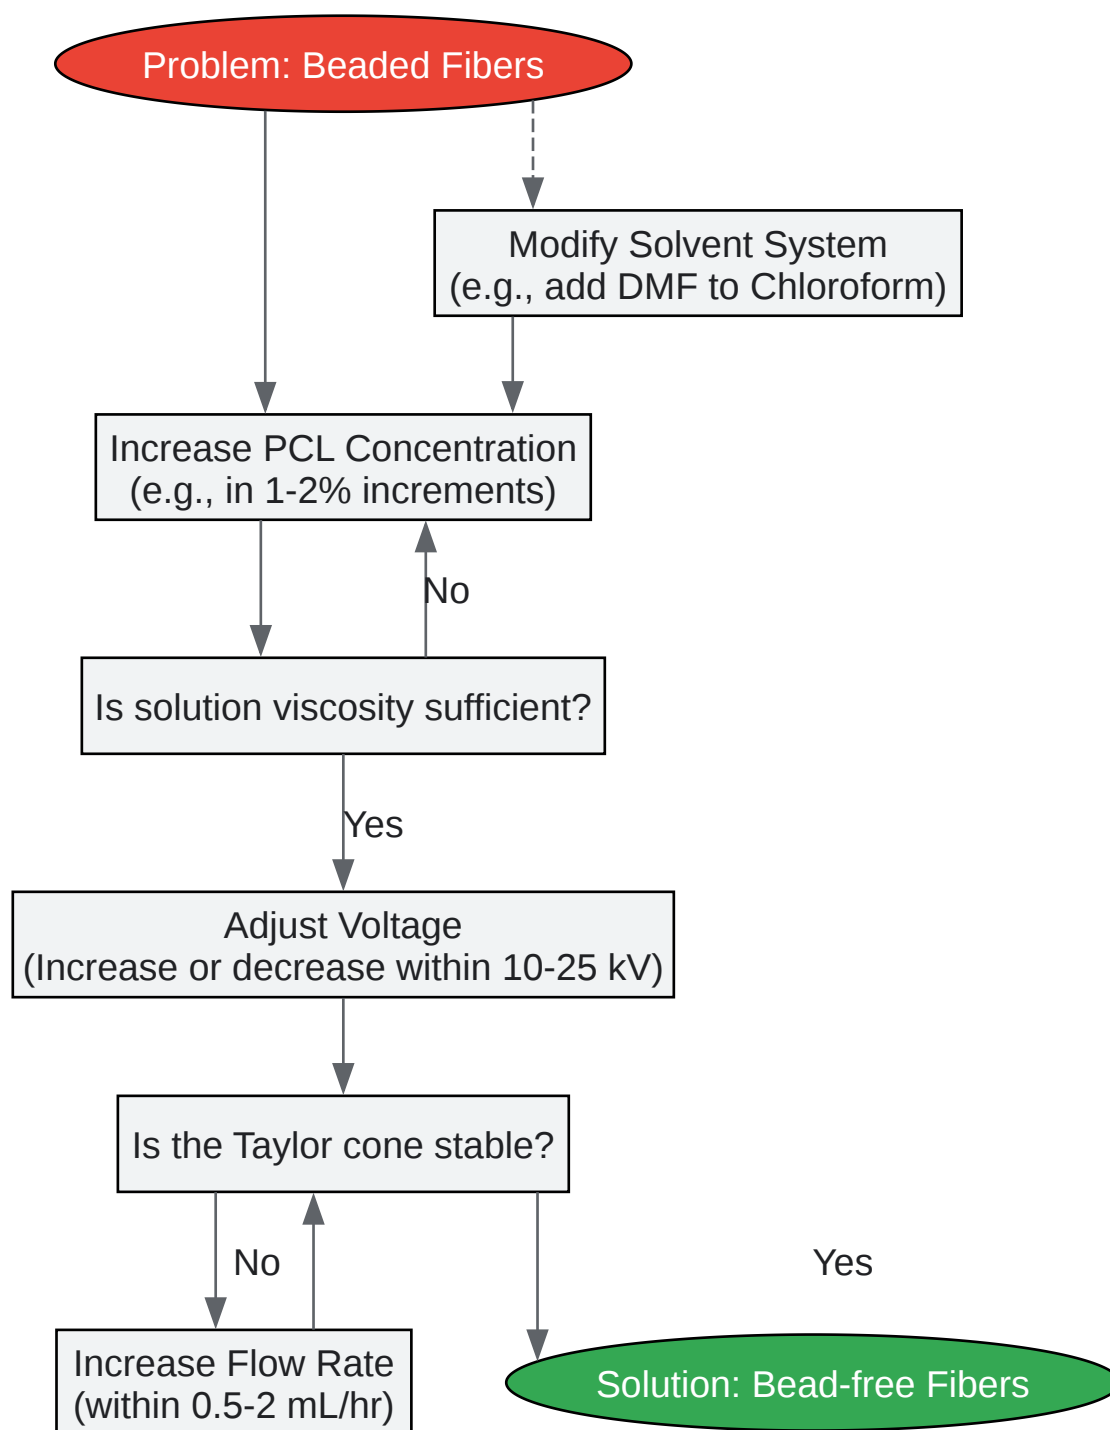 Problem: Beaded Fibers
Modify Solvent System
(e.g., add DMF to Chloroform)
Increase PCL Concentration
(e.g., in 1-2% increments)
No
Is solution viscosity sufficient?
Yes
Adjust Voltage
(Increase or decrease within 10-25 kV)
Is the Taylor cone stable?
No
Yes
Increase Flow Rate
(within 0.5-2 mL/hr)
Solution: Bead-free Fibers